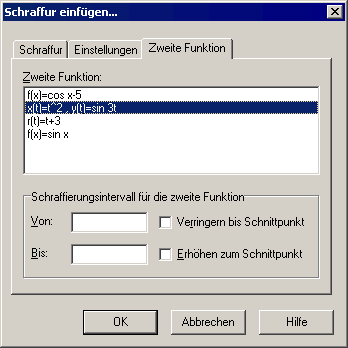 Schraffur einfügen...
Schraffur Einstellungen Zweite Funktion
Zweite Funktion:
f(x)=cos x-5
x(t)=t^2 , y(t)=sin 3t
r(t)=t+3
f(x)=sin x
Schraffierungsintervall für die zweite Funktion
Von: Verringern bis Schnittpunkt
Bis: Erhöhen zum Schnittpunkt
OK Abbrechen Hilfe